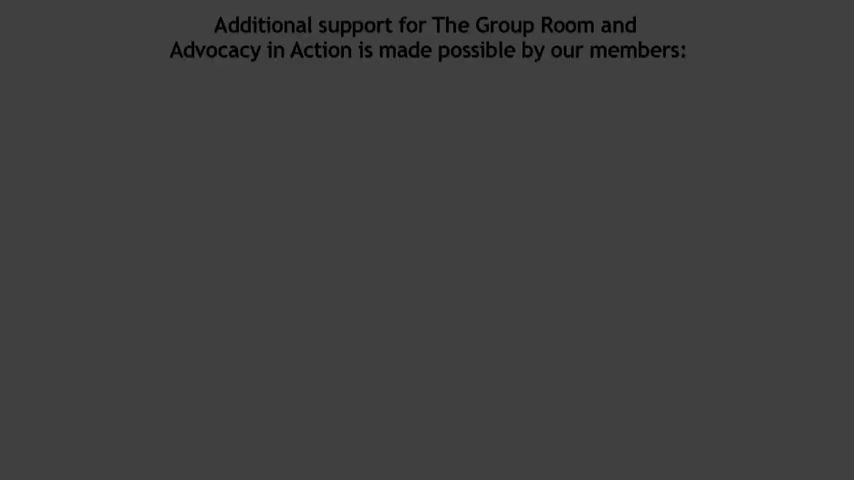 Additional support for The Group Room and
Advocacy in Action is made possible by our members: